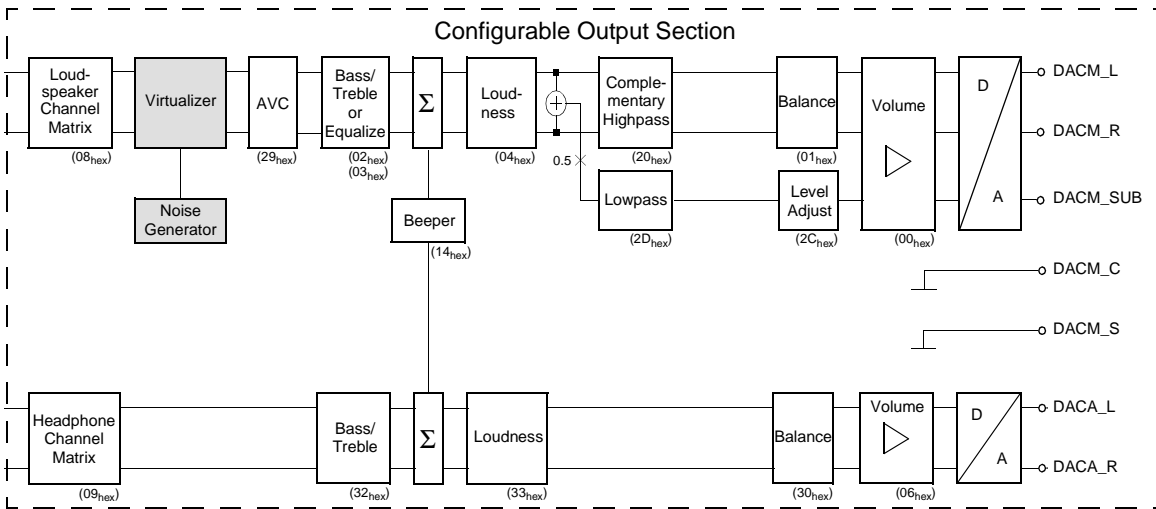 Configurable Output Section
Loud-
speaker
Channel
Matrix
(08hex)
Virtualizer
Noise
Generator
AVC
(29hex)
Bass/
Treble
or
Equalize
(02hex)
(03hex)
Σ
Beeper
(14hex)
Loud-
ness
(04hex)
+
0.5
Comple-
mentary
Highpass
(20hex)
Lowpass
(2Dhex)
Balance
(01hex)
Level
Adjust
(2Chex)
Volume
(00hex)
D
A
DACM_L
DACM_R
DACM_SUB
DACM_C
DACM_S
Headphone
Channel
Matrix
(09hex)
Bass/
Treble
(32hex)
Σ
Loudness
(33hex)
Balance
(30hex)
Volume
(06hex)
D
A
DACA_L
DACA_R